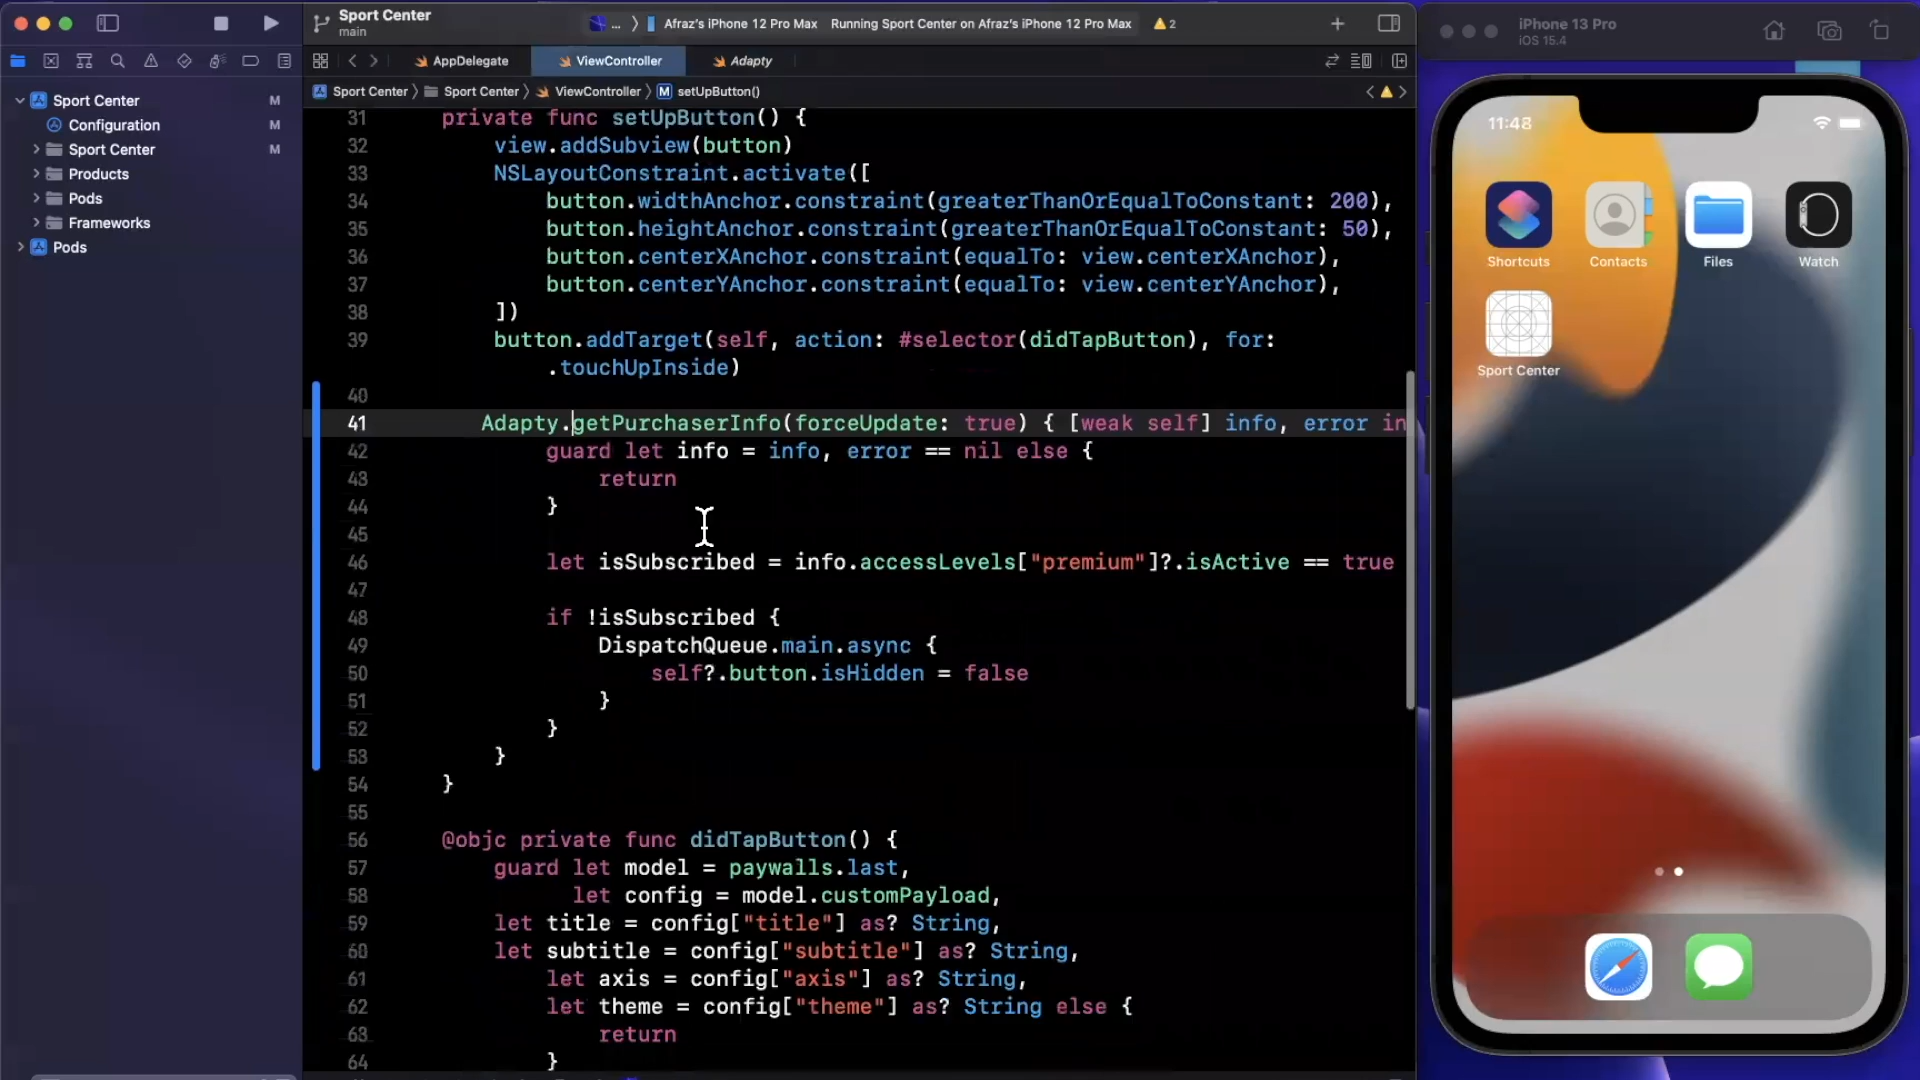 Sport Center
main
... 〉 Afraz's iPhone 12 Pro Max Running Sport Center on Afraz's iPhone 12 Pro Max 2
iPhone 13 Pro
iOS 15.4
AppDelegate ViewController Adapty
Sport Center 〉 Sport Center 〉 ViewController 〉 M setUpButton()
Sport Center M
Configuration M
Sport Center M
Products
Pods
Frameworks
Pods
31 private func setUpButton() {
32 view.addSubview(button)
33 NSLayoutConstraint.activate([
34 button.widthAnchor.constraint(greaterThanOrEqualToConstant: 200),
35 button.heightAnchor.constraint(greaterThanOrEqualToConstant: 50),
36 button.centerXAnchor.constraint(equalTo: view.centerXAnchor),
37 button.centerYAnchor.constraint(equalTo: view.centerYAnchor),
38 ])
39 button.addTarget(self, action: #selector(didTapButton), for:
.touchUpInside)
40
41 Adapty.getPurchaserInfo(forceUpdate: true) { [weak self] info, error in
42 guard let info = info, error == nil else {
43 return
44 }
45
46 let isSubscribed = info.accessLevels["premium"]?.isActive == true
47
48 if !isSubscribed {
49 DispatchQueue.main.async {
50 self?.button.isHidden = false
51 }
52 }
53 }
54 }
55
56 @objc private func didTapButton() {
57 guard let model = paywalls.last,
58 let config = model.customPayload,
59 let title = config["title"] as? String,
60 let subtitle = config["subtitle"] as? String,
61 let axis = config["axis"] as? String,
62 let theme = config["theme"] as? String else {
63 return
64 }
11:48
Shortcuts Contacts Files Watch
Sport Center